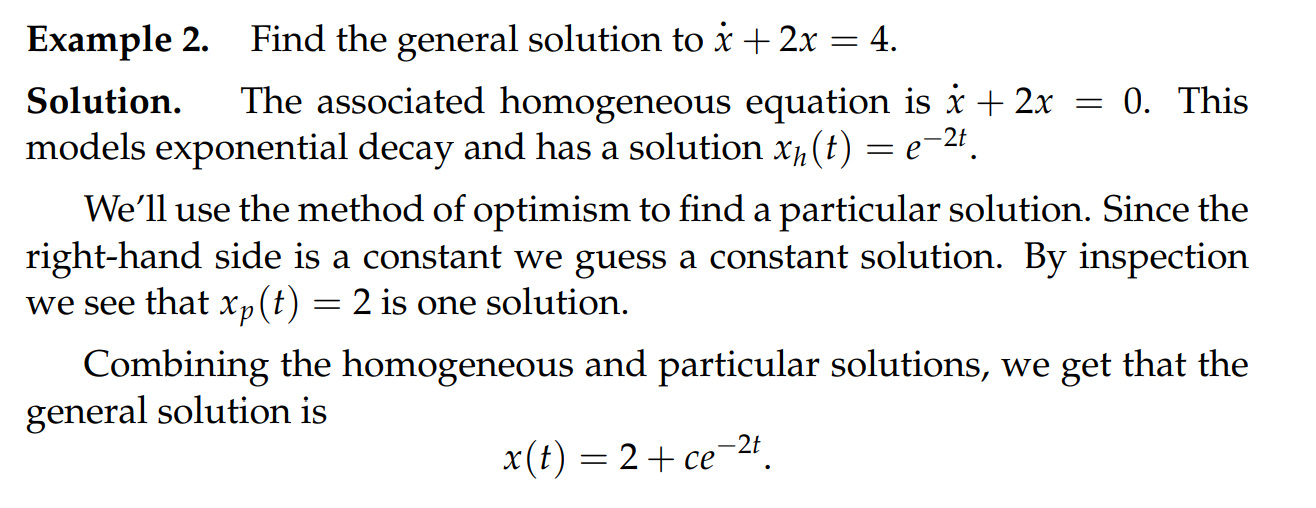 Example 2. Find the general solution to ẋ + 2x = 4.
Solution. The associated homogeneous equation is ẋ + 2x = 0. This
models exponential decay and has a solution xₕ(t) = e⁻²ᵗ.
We'll use the method of optimism to find a particular solution. Since the
right-hand side is a constant we guess a constant solution. By inspection
we see that xₚ(t) = 2 is one solution.
Combining the homogeneous and particular solutions, we get that the
general solution is
x(t) = 2 + ce⁻²ᵗ.